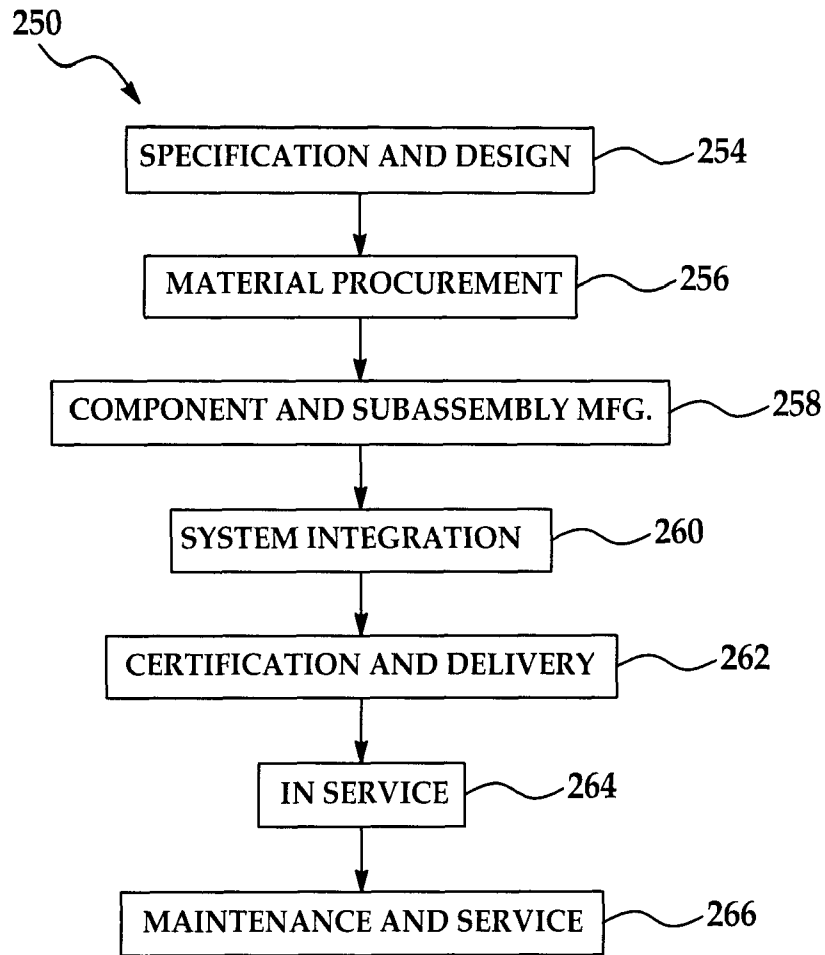 250
SPECIFICATION AND DESIGN
254
MATERIAL PROCUREMENT
256
COMPONENT AND SUBASSEMBLY MFG.
258
SYSTEM INTEGRATION
260
CERTIFICATION AND DELIVERY
262
IN SERVICE
264
MAINTENANCE AND SERVICE
266